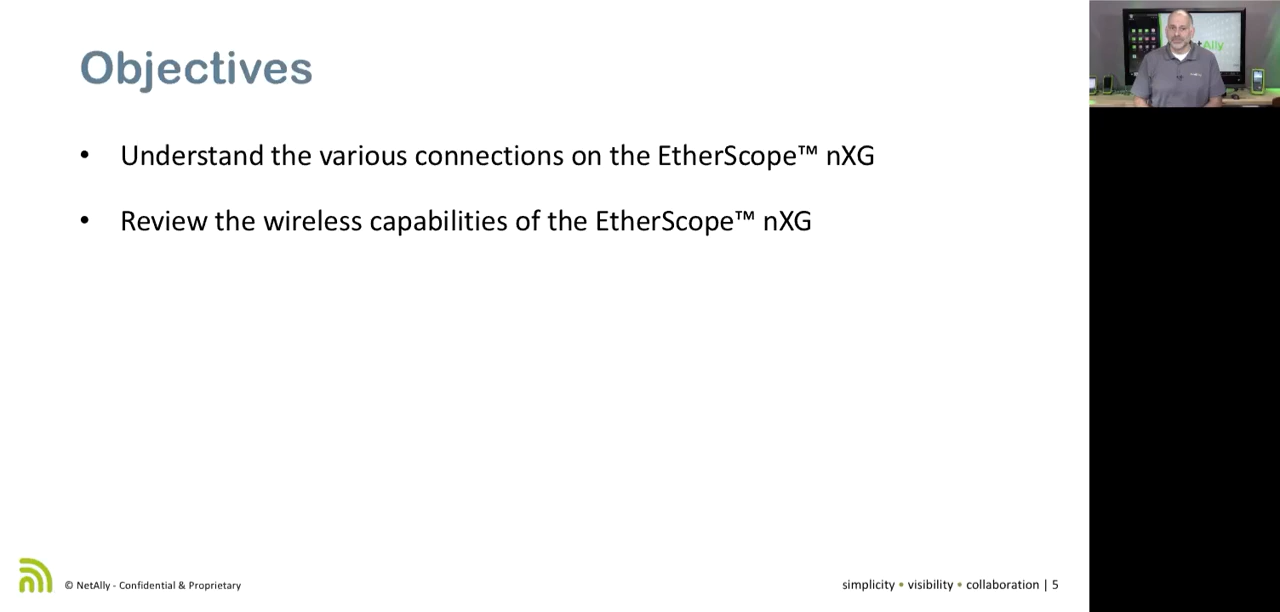 Objectives
• Understand the various connections on the EtherScope™ nXG
• Review the wireless capabilities of the EtherScope™ nXG
© NetAlly - Confidential & Proprietary
simplicity • visibility • collaboration | 5